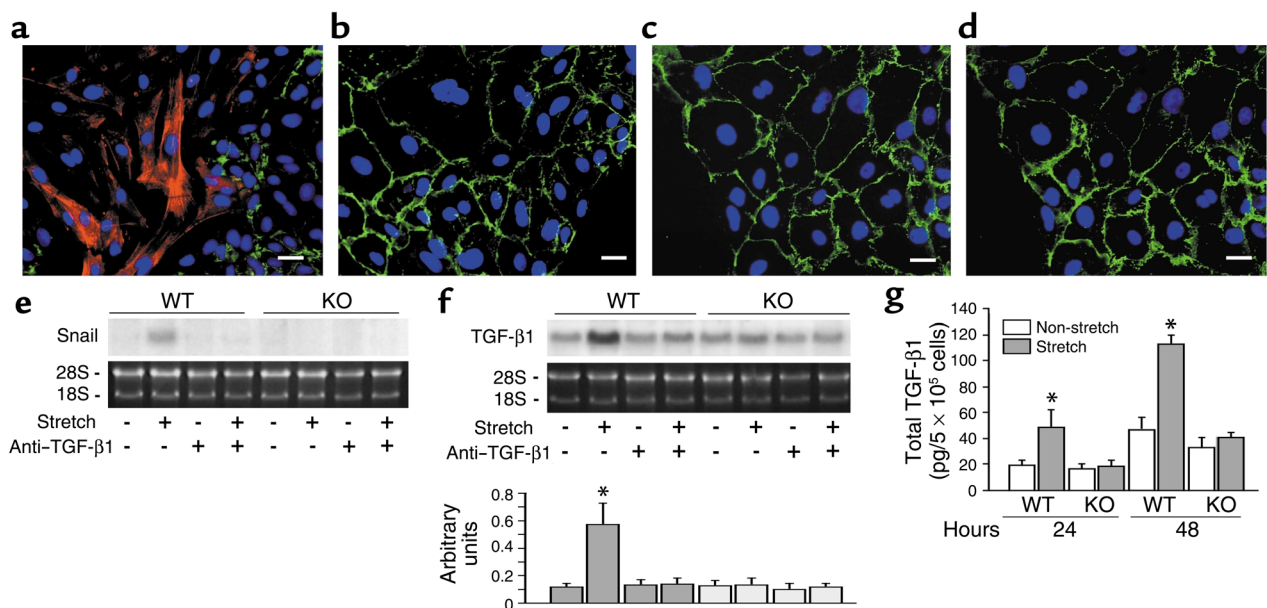 a b c d
e f g
WT KO
Snail
28S -
18S -
Stretch - + - + - + - +
Anti–TGF-β1 - - + + - - + +
WT KO
TGF-β1
28S -
18S -
Stretch - + - + - + - +
Anti–TGF-β1 - - + + - - + +
Arbitrary
units
0.8
0.6
0.4
0.2
0
*
Total TGF-β1
(pg/5 × 10⁵ cells)
140
120
100
80
60
40
20
0
Non-stretch
Stretch
* *
WT KO WT KO
Hours 24 48